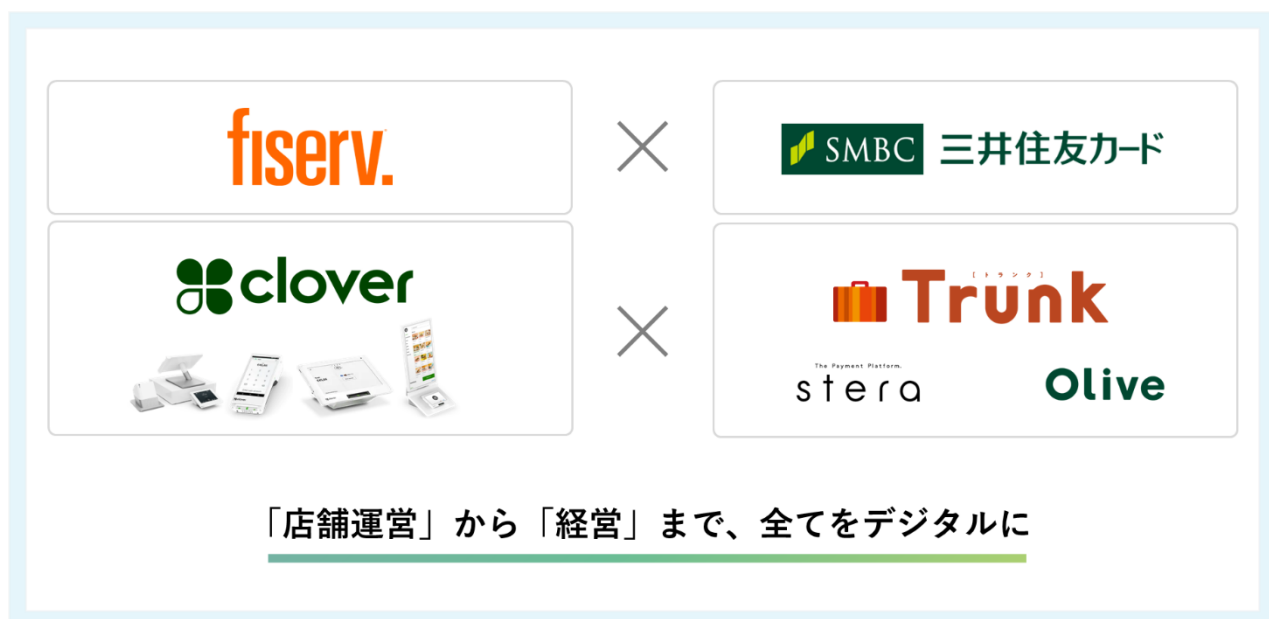 fiserv.
SMBC 三井住友カード
clover
[トランク]
Trunk
The Payment Platform.
stera
Olive
「店舗運営」から「経営」まで、全てをデジタルに